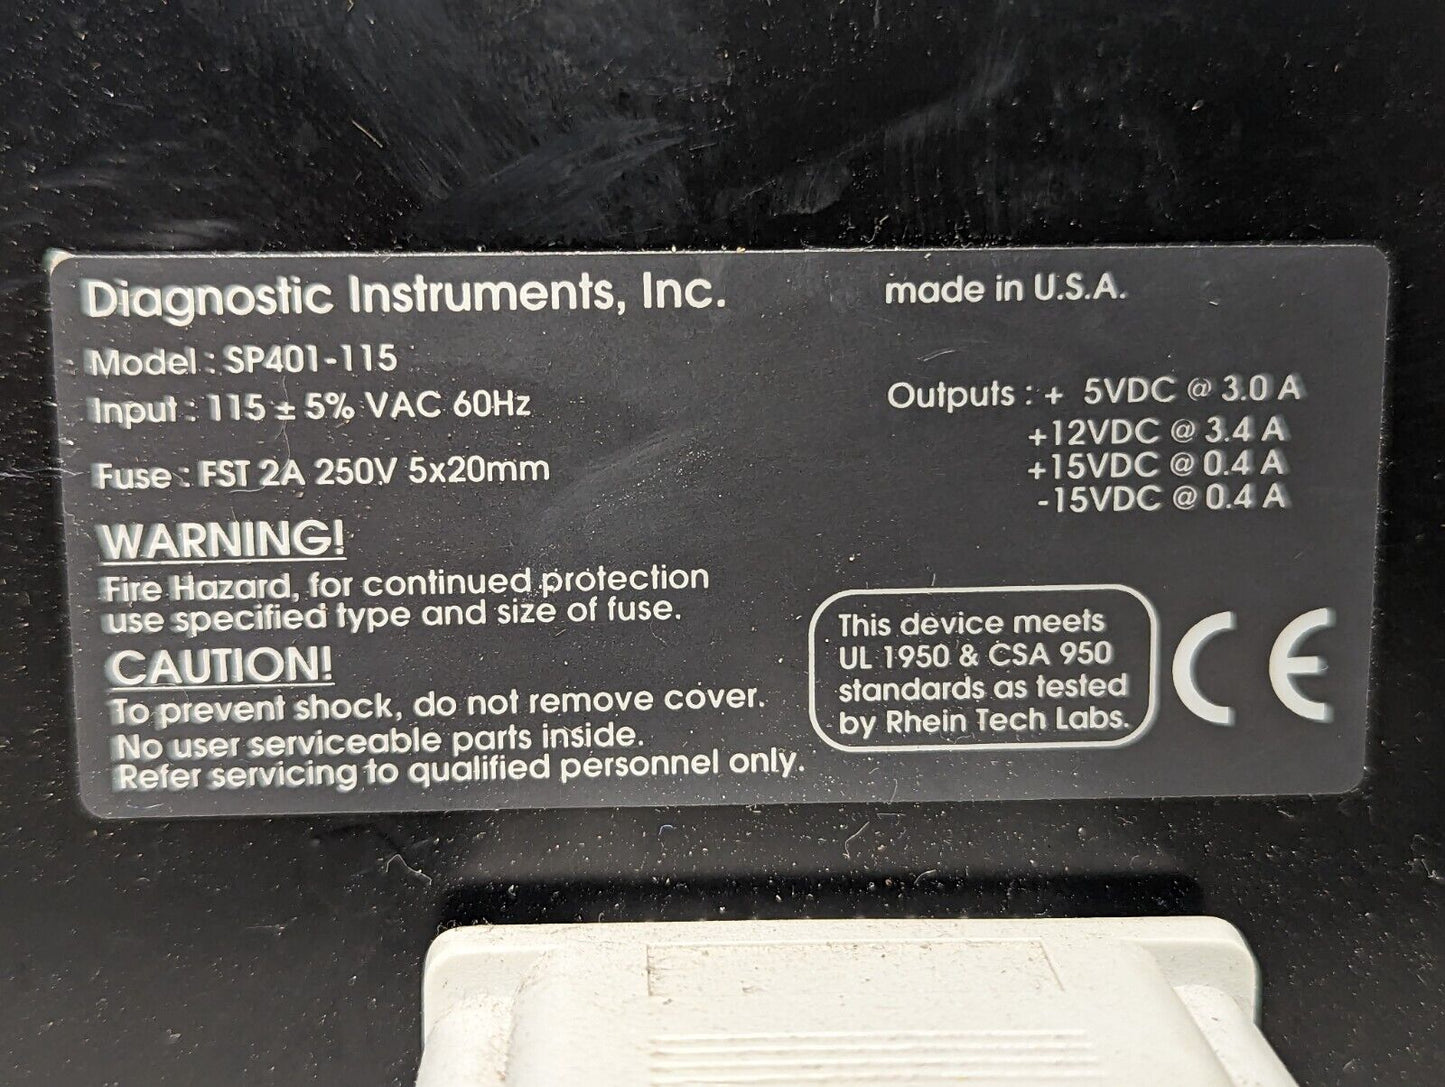 Diagnostic Instruments, Inc.
made in U.S.A.
Model : SP401-115
Input : 115 ± 5% VAC 60Hz
Fuse : FST 2A 250V 5x20mm
Outputs : + 5VDC @ 3.0 A
+12VDC @ 3.4 A
+15VDC @ 0.4 A
-15VDC @ 0.4 A
WARNING!
Fire Hazard, for continued protection
use specified type and size of fuse.
CAUTION!
To prevent shock, do not remove cover.
No user serviceable parts inside.
Refer servicing to qualified personnel only.
This device meets
UL 1950 & CSA 950
standards as tested
by Rhein Tech Labs.
CE